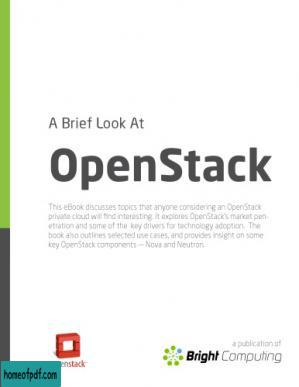 A Brief Look At
OpenStack
This eBook discusses topics that anyone considering an OpenStack
private cloud will find interesting. It explores OpenStack's market pen-
etration and some of the key drivers for technology adoption. The
book also outlines selected use cases, and provides insight on some
key OpenStack components — Nova and Neutron.
a publication of
openstack
Bright Computing
homeofpdf.com